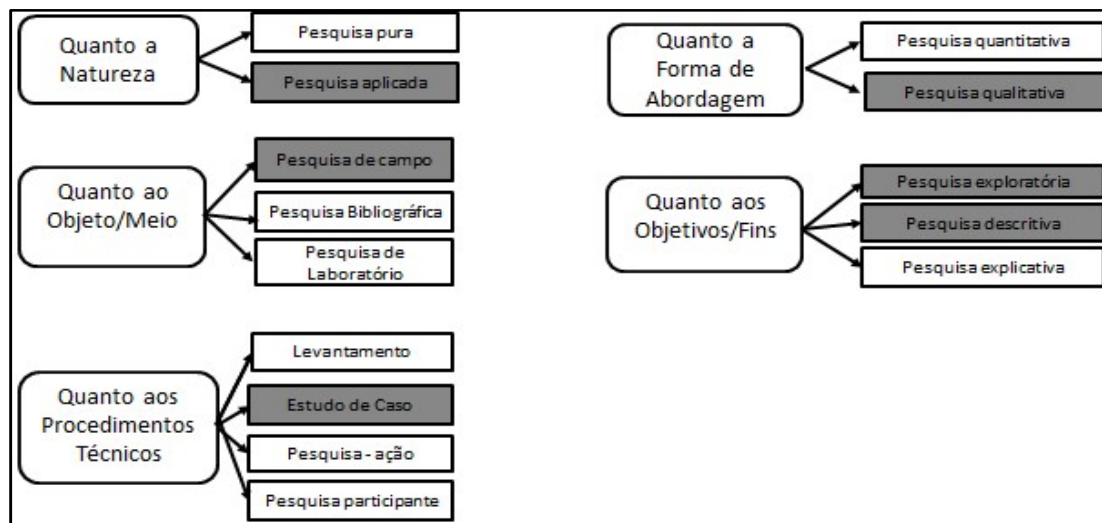 Quanto a
Natureza
Pesquisa pura
Pesquisa aplicada
Quanto a
Forma de
Abordagem
Pesquisa quantitativa
Pesquisa qualitativa
Quanto ao
Objeto/Meio
Pesquisa de campo
Pesquisa Bibliográfica
Pesquisa de
Laboratório
Quanto aos
Objetivos/Fins
Pesquisa exploratória
Pesquisa descritiva
Pesquisa explicativa
Quanto aos
Procedimentos
Técnicos
Levantamento
Estudo de Caso
Pesquisa - ação
Pesquisa participante